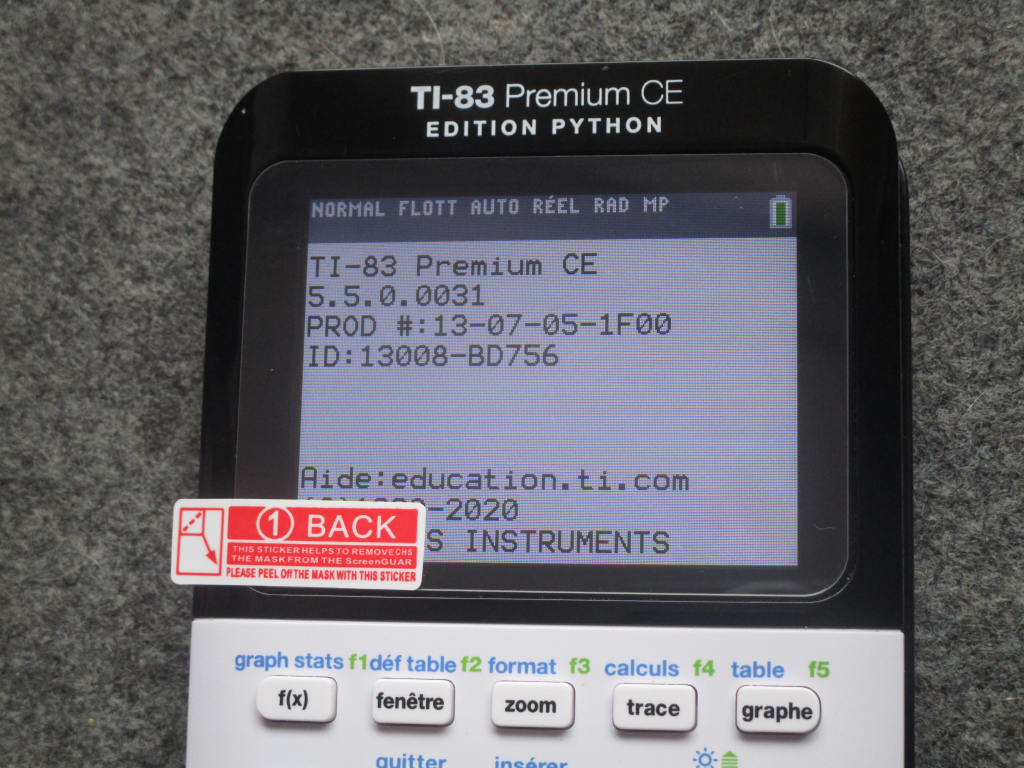 TI-83 Premium CE
EDITION PYTHON
NORMAL FLOTT AUTO RÉEL RAD MP
TI-83 Premium CE
5.5.0.0031
PROD #:13-07-05-1F00
ID:13008-BD756
Aide:education.ti.com
-2020
S INSTRUMENTS
1 BACK
THIS STICKER HELPS TO REMOVE CHS
THE MASK FROM THE ScreenGUAR
PLEASE PEEL Off THE MASK WITH THIS STICKER
graph stats f1 déf table f2 format f3 calculs f4 table f5
f(x) fenêtre zoom trace graphe
quitter insérer